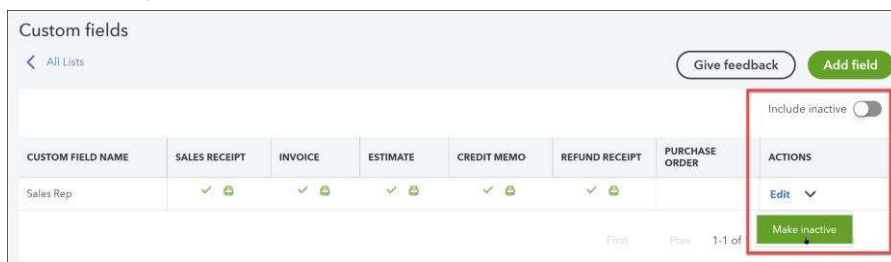 Custom fields
All Lists
Give feedback
Add field
Include inactive
CUSTOM FIELD NAME SALES RECEIPT INVOICE ESTIMATE CREDIT MEMO REFUND RECEIPT PURCHASE ORDER ACTIONS
Sales Rep Edit
Make inactive
First Prev 1-1 of